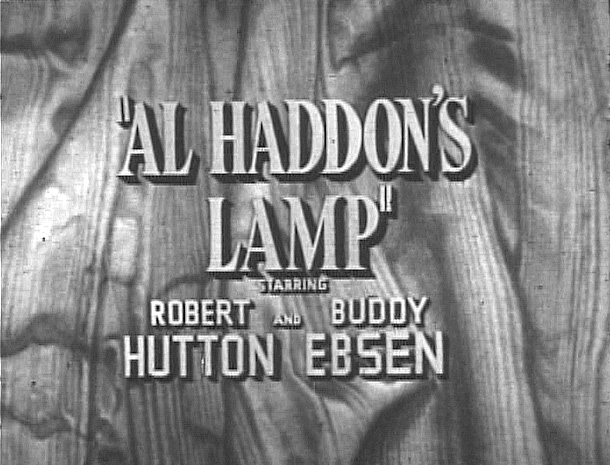 "AL HADDON'S
LAMP"
STARRING
ROBERT AND BUDDY
HUTTON EBSEN